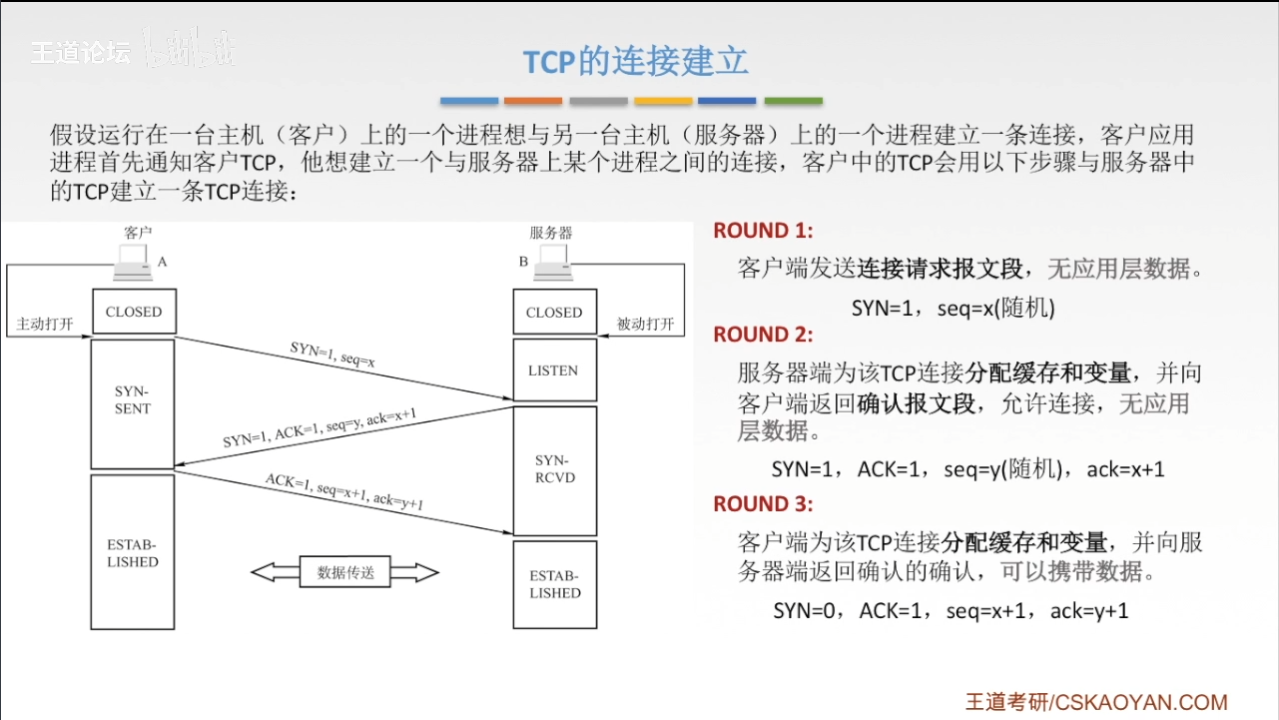 王道论坛 bilibili
TCP的连接建立
假设运行在一台主机（客户）上的一个进程想与另一台主机（服务器）上的一个进程建立一条连接，客户应用
进程首先通知客户TCP，他想建立一个与服务器上某个进程之间的连接，客户中的TCP会用以下步骤与服务器中
的TCP建立一条TCP连接：
客户
服务器
A
B
CLOSED
CLOSED
主动打开
被动打开
SYN=1, seq=x
SYN-
SENT
LISTEN
SYN=1, ACK=1, seq=y, ack=x+1
SYN-
RCVD
ACK=1, seq=x+1, ack=y+1
ESTAB-
LISHED
数据传送
ESTAB-
LISHED
ROUND 1:
客户端发送连接请求报文段，无应用层数据。
SYN=1，seq=x(随机)
ROUND 2:
服务器端为该TCP连接分配缓存和变量，并向
客户端返回确认报文段，允许连接，无应用
层数据。
SYN=1，ACK=1，seq=y(随机)，ack=x+1
ROUND 3:
客户端为该TCP连接分配缓存和变量，并向服
务器端返回确认的确认，可以携带数据。
SYN=0，ACK=1，seq=x+1，ack=y+1
王道考研/CSKAOYAN.COM